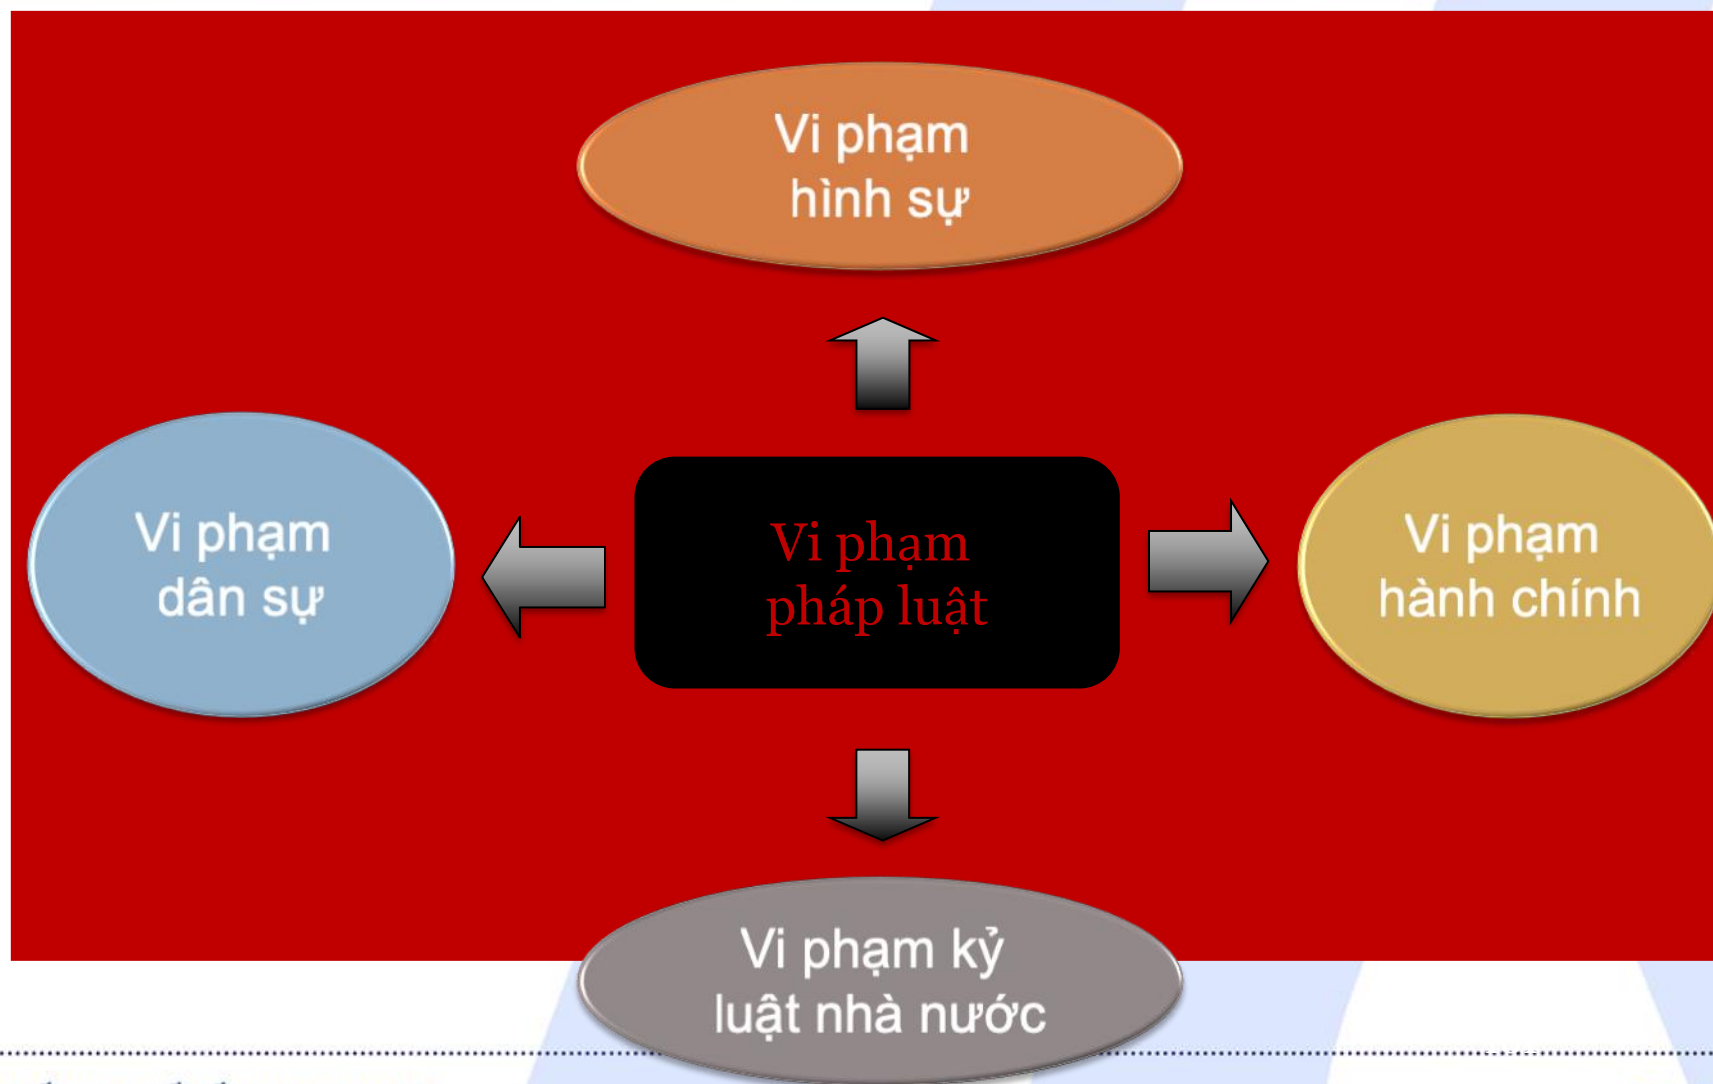 Vi phạm
hình sự
Vi phạm
dân sự
Vi phạm
pháp luật
Vi phạm
hành chính
Vi phạm kỷ
luật nhà nước